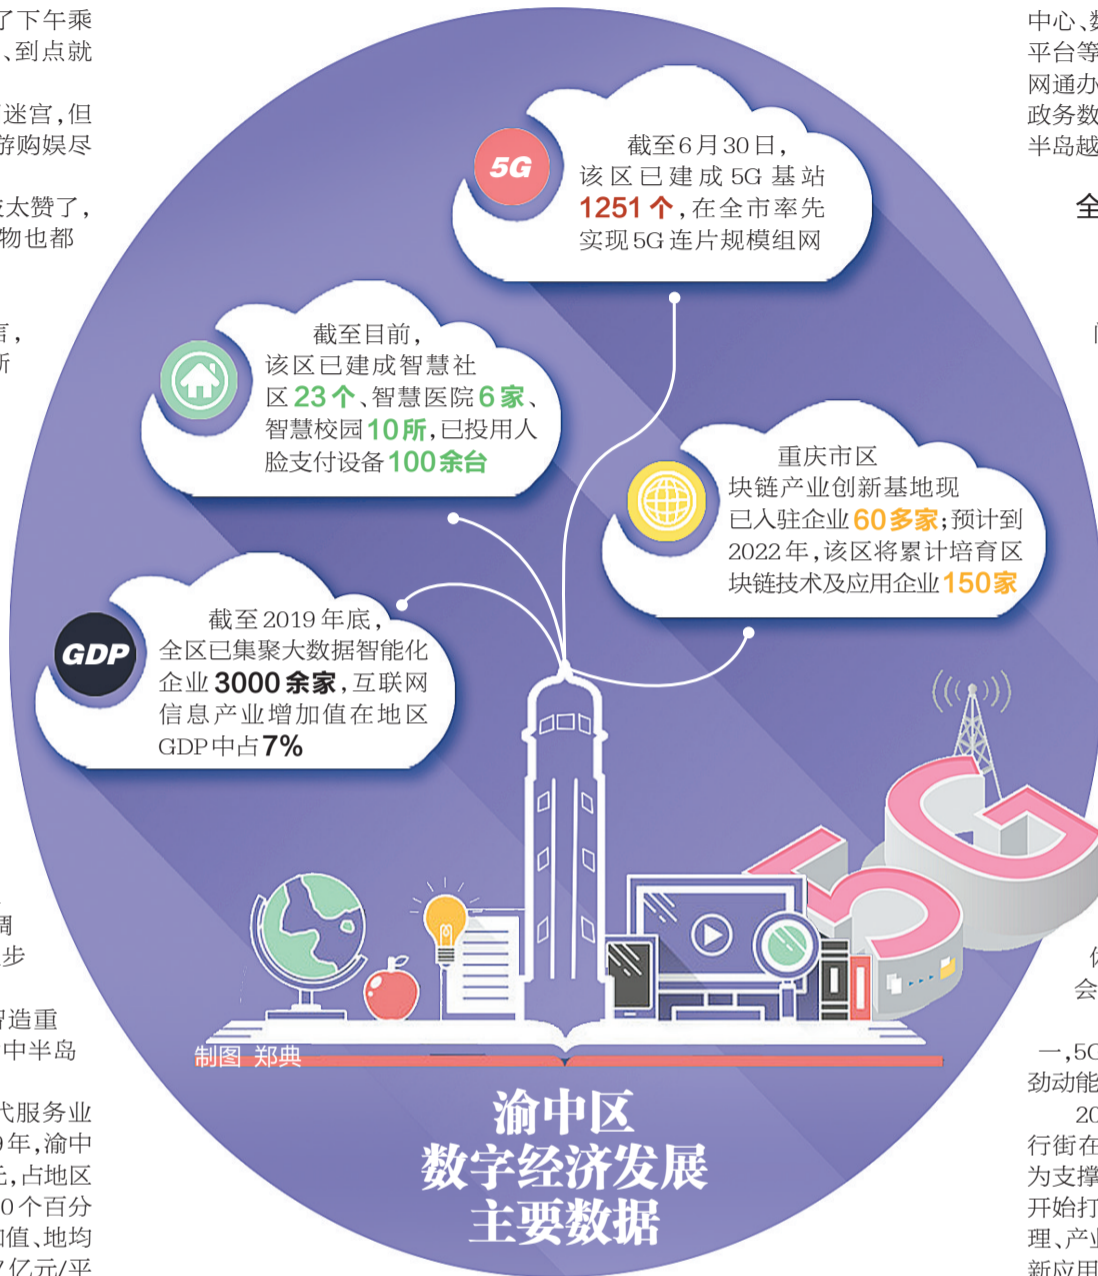 了下午乘
、到点就
迷宫,但
游购娱尽
太赞了,
物也都
步
智造重
中半岛
代服务业
9年,渝中
元,占地区
0个百分
加值、地均
亿元/平
5G
截至6月30日,
该区已建成5G基站
1251个,在全市率先
实现5G连片规模组网
截至目前,
该区已建成智慧社
区23个、智慧医院6家、
智慧校园10所,已投用人
脸支付设备100余台
重庆市区
块链产业创新基地现
已入驻企业60多家;预计到
2022年,该区将累计培育区
块链技术及应用企业150家
GDP
截至2019年底,
全区已集聚大数据智能化
企业3000余家,互联网
信息产业增加值在地区
GDP中占7%
5G
制图 郑典
渝中区
数字经济发展
主要数据
中心、数
平台等
网通办
政务数
半岛越
全
会
一,5G
劲动能
20
行街在
为支撑
开始打
理、产业
新应用